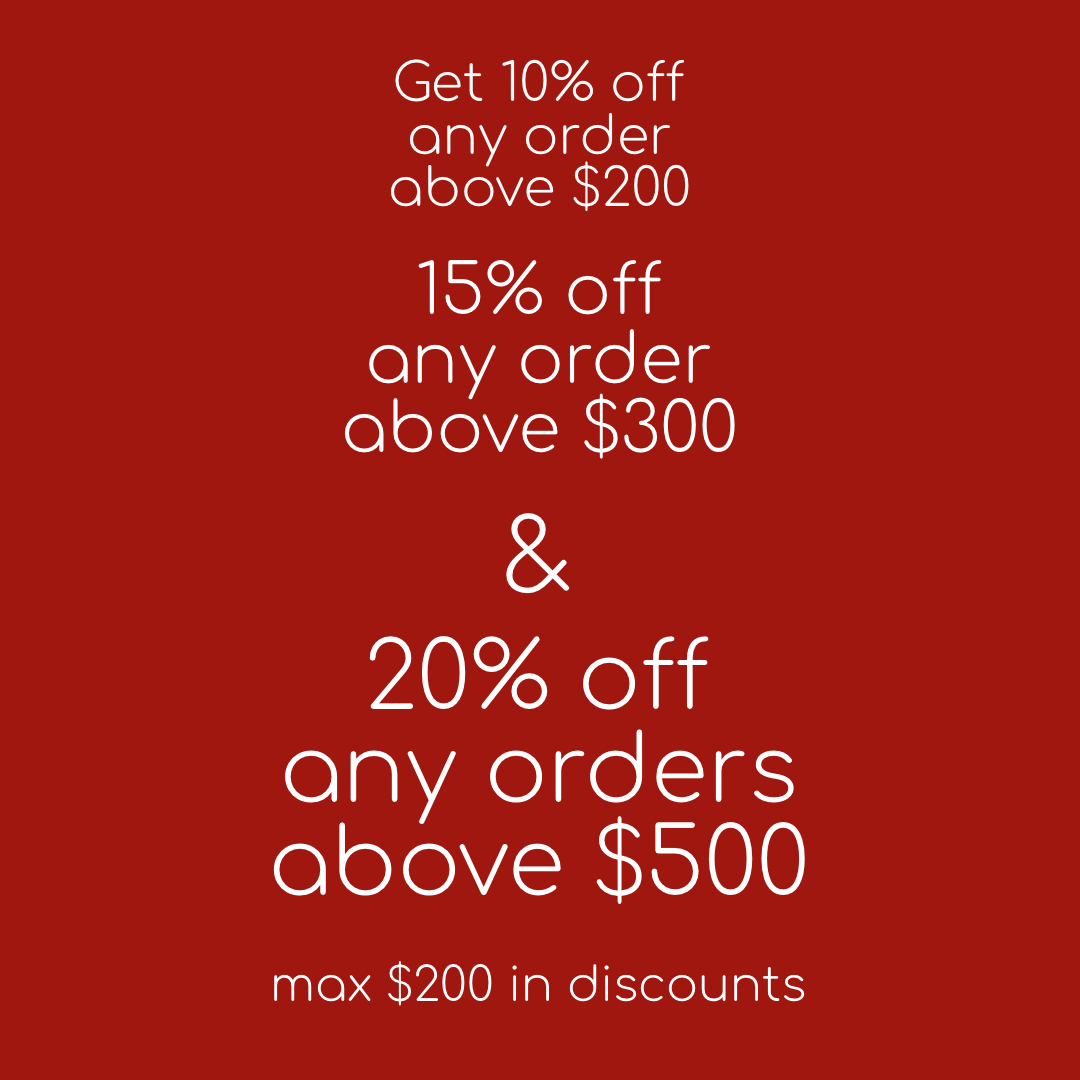 Get 10% off
any order
above $200
15% off
any order
above $300
&
20% off
any orders
above $500
max $200 in discounts